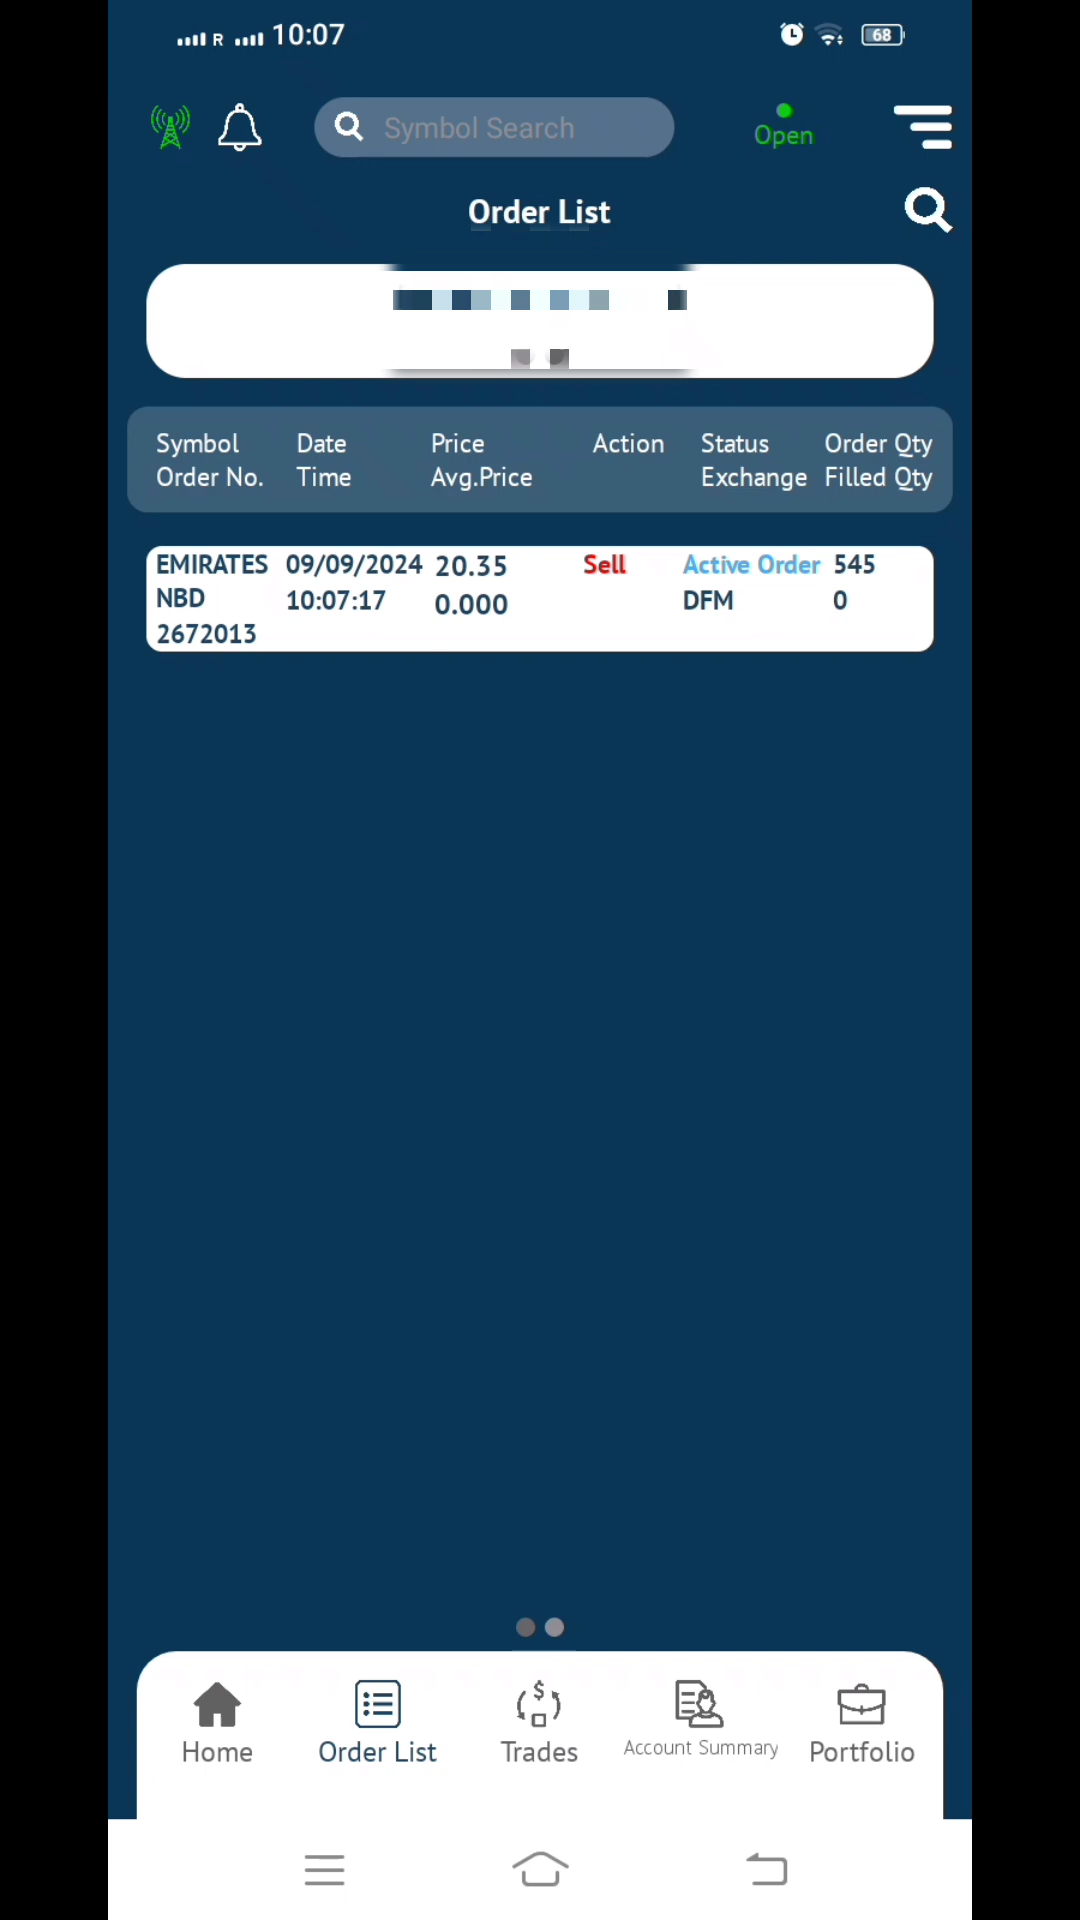 R 10:07 68
Symbol Search
Open
Order List
Symbol Date Price Action Status Order Qty
Order No. Time Avg.Price Exchange Filled Qty
EMIRATES 09/09/2024 20.35 Sell Active Order 545
NBD 10:07:17 0.000 DFM 0
2672013
Home Order List Trades Account Summary Portfolio